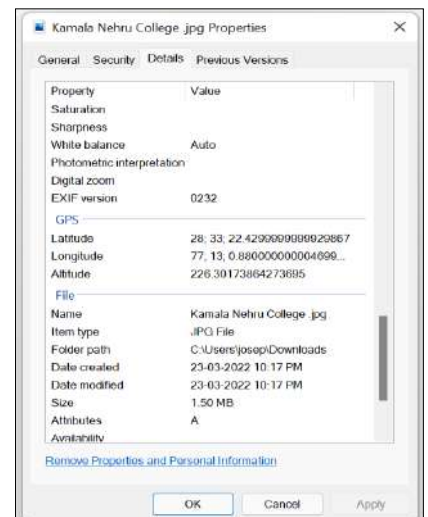 Kamala Nehru College .jpg Properties
General Security Details Previous Versions
Property Value
Saturation
Sharpness
White balance Auto
Photometric interpretation
Digital zoom
EXIF version 0232
GPS
Latitude 28; 33; 22.4299999999929867
Longitude 77; 13; 0.880000000004699...
Altitude 226.30173864273695
File
Name Kamala Nehru College .jpg
Item type JPG File
Folder path C:\Users\josep\Downloads
Date created 23-03-2022 10:17 PM
Date modified 23-03-2022 10:17 PM
Size 1.50 MB
Attributes A
Availability
Remove Properties and Personal Information
OK Cancel Apply